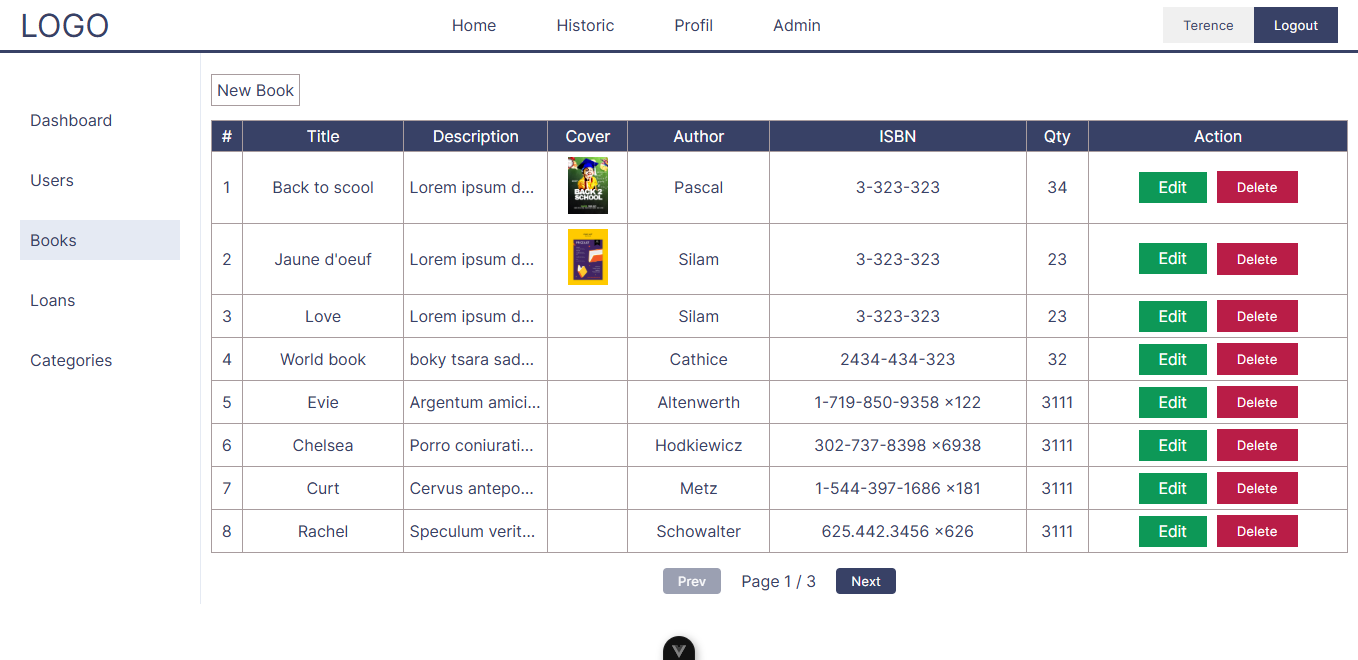 LOGO Home Historic Profil Admin Terence Logout
Dashboard
Users
Books
Loans
Categories
New Book
# Title Description Cover Author ISBN Qty Action
1 Back to scool Lorem ipsum d... BACK 2 SCHOOL Pascal 3-323-323 34 Edit Delete
2 Jaune d'oeuf Lorem ipsum d... Silam 3-323-323 23 Edit Delete
3 Love Lorem ipsum d... Silam 3-323-323 23 Edit Delete
4 World book boky tsara sad... Cathice 2434-434-323 32 Edit Delete
5 Evie Argentum amici... Altenwerth 1-719-850-9358 x122 3111 Edit Delete
6 Chelsea Porro coniurati... Hodkiewicz 302-737-8398 x6938 3111 Edit Delete
7 Curt Cervus antepo... Metz 1-544-397-1686 x181 3111 Edit Delete
8 Rachel Speculum verit... Schowalter 625.442.3456 x626 3111 Edit Delete
Prev Page 1 / 3 Next